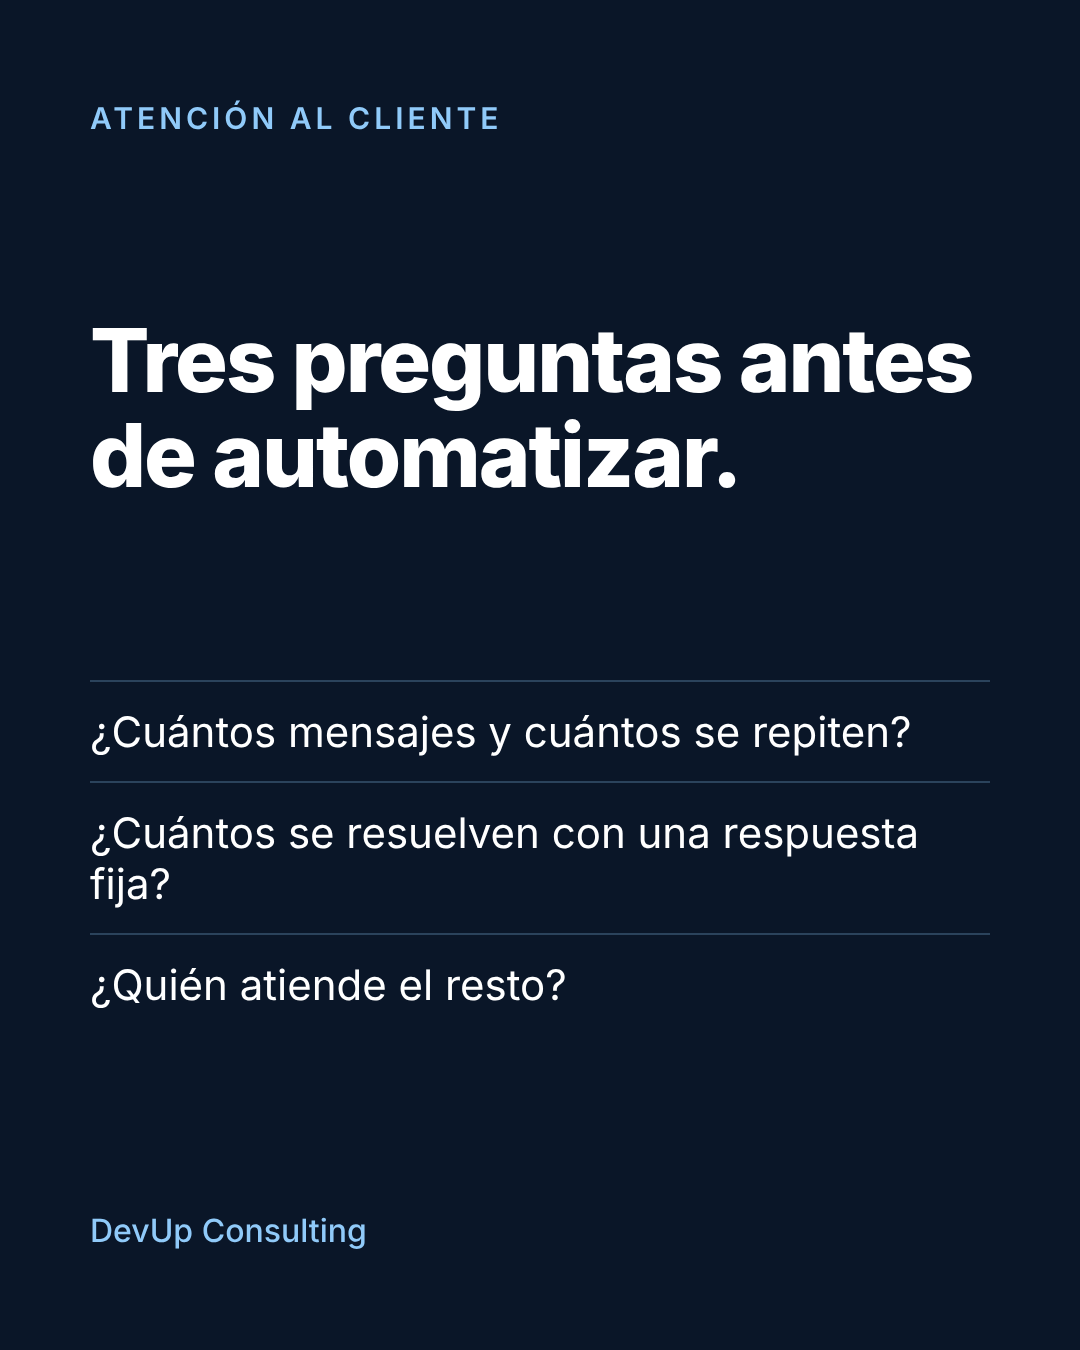 ATENCIÓN AL CLIENTE
Tres preguntas antes
de automatizar.
¿Cuántos mensajes y cuántos se repiten?
¿Cuántos se resuelven con una respuesta
fija?
¿Quién atiende el resto?
DevUp Consulting